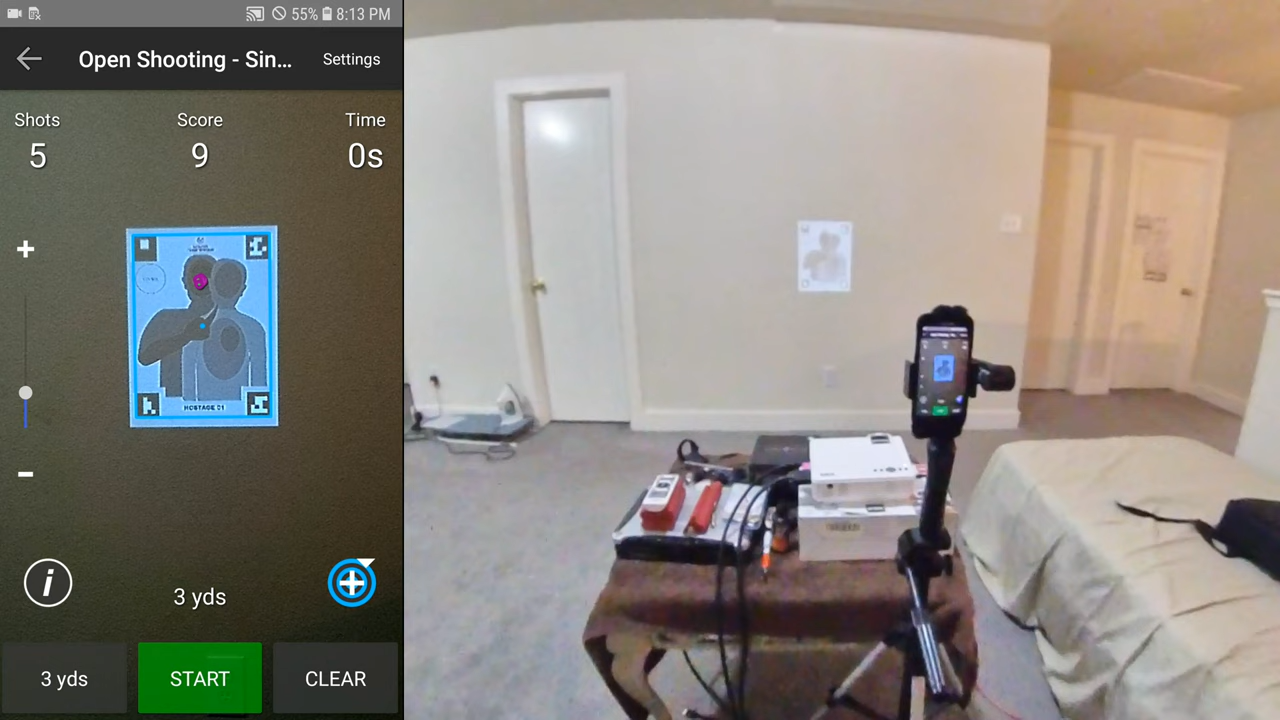 55% 8:13 PM
Open Shooting - Sin...
Settings
Shots
Score
Time
5
9
0s
+
HOSTAGE 01
-
i
3 yds
3 yds
START
CLEAR